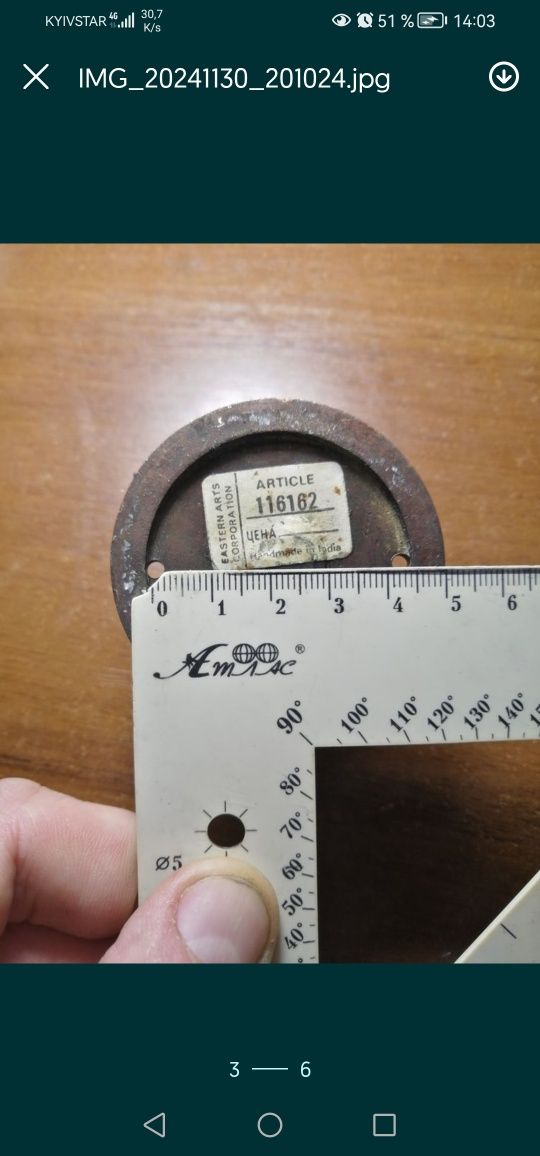 KYIVSTAR 4G 30,7 K/s 51 % 14:03
IMG_20241130_201024.jpg
EASTERN ARTS
CORPORATION
ARTICLE
116162
ЦЕНА
Handmade in India
0 1 2 3 4 5 6
Атлас ®
90° 100° 110° 120° 130° 140°
80°
70°
60°
50°
40°
Ø5
3 — 6